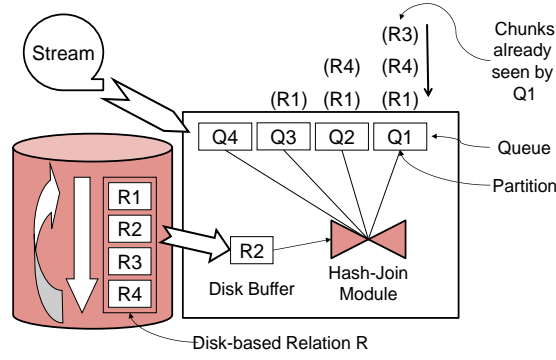 Stream
(R3)
Chunks
already
seen by
Q1
(R4) (R4)
(R1) (R1) (R1)
Q4 Q3 Q2 Q1
Queue
Partition
R1
R2
R3
R4
R2
Disk Buffer
Hash-Join
Module
Disk-based Relation R